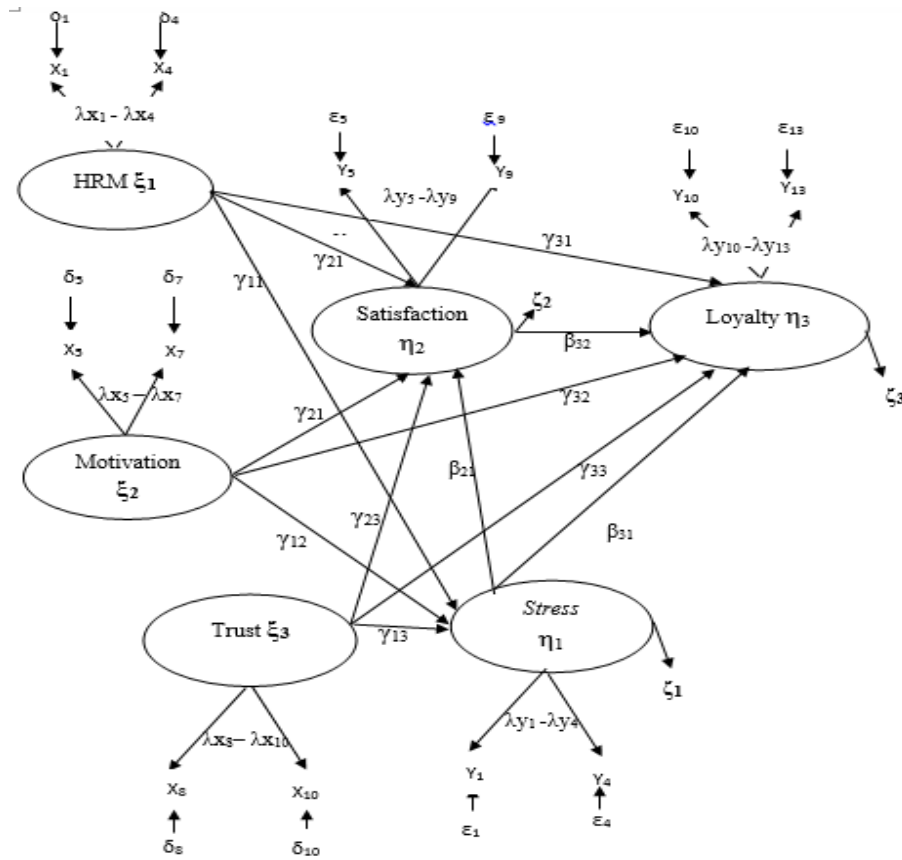 δ₁ δ₄
X₁ X₄
λx₁ - λx₄
HRM ξ₁
ε₅ ε₉
Y₅ Y₉
λy₅ -λy₉
ε₁₀ ε₁₃
Y₁₀ Y₁₃
λy₁₀ -λy₁₃
γ₃₁
γ₂₁
γ₁₁
δ₅ δ₇
X₅ X₇
λx₅ – λx₇
Satisfaction
η₂
ζ₂
β₃₂
Loyalty η₃
ζ₃
Motivation
ξ₂
γ₂₁
γ₃₂
β₂₁
γ₃₃
γ₂₃
γ₁₂
β₃₁
Trust ξ₃
γ₁₃
Stress
η₁
ζ₁
λx₈– λx₁₀
λy₁ -λy₄
X₈ X₁₀
Y₁ Y₄
δ₈ δ₁₀
ε₁ ε₄